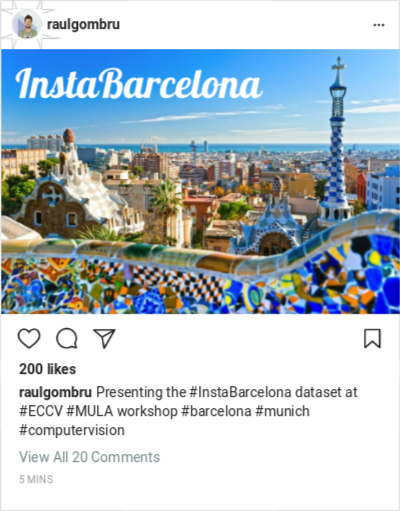 raulgombru
InstaBarcelona
200 likes
raulgombru Presenting the #InstaBarcelona dataset at
#ECCV #MULA workshop #barcelona #munich
#computervision
View All 20 Comments
5 MINS